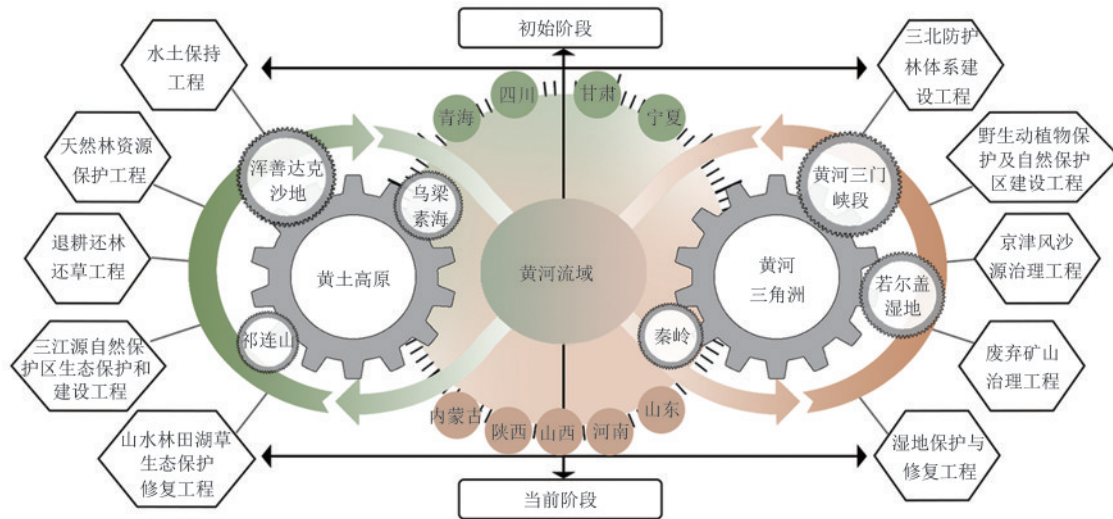 初始阶段
水土保持
工程
天然林资源
保护工程
退耕还林
还草工程
三江源自然保
护区生态保护和
建设工程
山水林田湖草
生态保护
修复工程
浑善达克
沙地
乌梁
素海
黄土高原
祁连山
青海
四川
甘肃
宁夏
黄河流域
内蒙古
陕西
山西
河南
山东
黄河三门
峡段
黄河
三角洲
若尔盖
湿地
秦岭
三北防护
林体系建
设工程
野生动植物保
护及自然保护
区建设工程
京津风沙
源治理工程
废弃矿山
治理工程
湿地保护与
修复工程
当前阶段